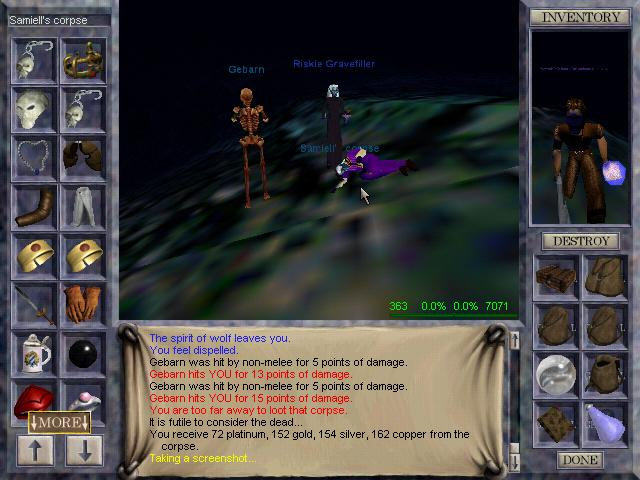 Samiell's corpse
INVENTORY
Gebarn
Riskie Gravefiller
Samiell's corpse
363 0.0% 0.0% 7071
DESTROY
The spirit of wolf leaves you.
You feel dispelled.
Gebarn was hit by non-melee for 5 points of damage.
Gebarn hits YOU for 13 points of damage.
Gebarn was hit by non-melee for 5 points of damage.
Gebarn hits YOU for 15 points of damage.
You are too far away to loot that corpse.
It is futile to consider the dead...
You receive 72 platinum, 152 gold, 154 silver, 162 copper from the
corpse.
Taking a screenshot...
MORE
DONE